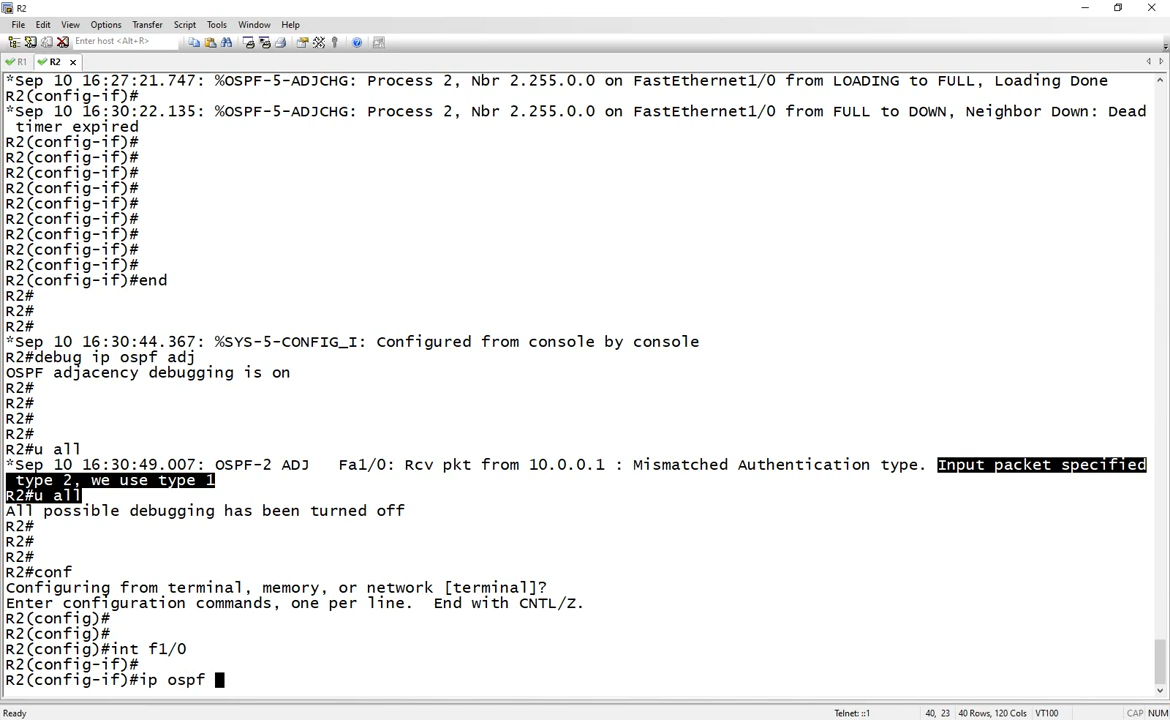 R2
File Edit View Options Transfer Script Tools Window Help
Enter host <Alt+R>
R1 R2
*Sep 10 16:27:21.747: %OSPF-5-ADJCHG: Process 2, Nbr 2.255.0.0 on FastEthernet1/0 from LOADING to FULL, Loading Done
R2(config-if)#
*Sep 10 16:30:22.135: %OSPF-5-ADJCHG: Process 2, Nbr 2.255.0.0 on FastEthernet1/0 from FULL to DOWN, Neighbor Down: Dead
timer expired
R2(config-if)#
R2(config-if)#
R2(config-if)#
R2(config-if)#
R2(config-if)#
R2(config-if)#
R2(config-if)#
R2(config-if)#
R2(config-if)#
R2(config-if)#end
R2#
R2#
R2#
*Sep 10 16:30:44.367: %SYS-5-CONFIG_I: Configured from console by console
R2#debug ip ospf adj
OSPF adjacency debugging is on
R2#
R2#
R2#
R2#
R2#u all
*Sep 10 16:30:49.007: OSPF-2 ADJ   Fa1/0: Rcv pkt from 10.0.0.1 : Mismatched Authentication type. Input packet specified
type 2, we use type 1
R2#u all
All possible debugging has been turned off
R2#
R2#
R2#
R2#conf
Configuring from terminal, memory, or network [terminal]?
Enter configuration commands, one per line.  End with CNTL/Z.
R2(config)#
R2(config)#
R2(config)#int f1/0
R2(config-if)#
R2(config-if)#ip ospf
Ready Telnet: ::1 40, 23 40 Rows, 120 Cols VT100 CAP NUM